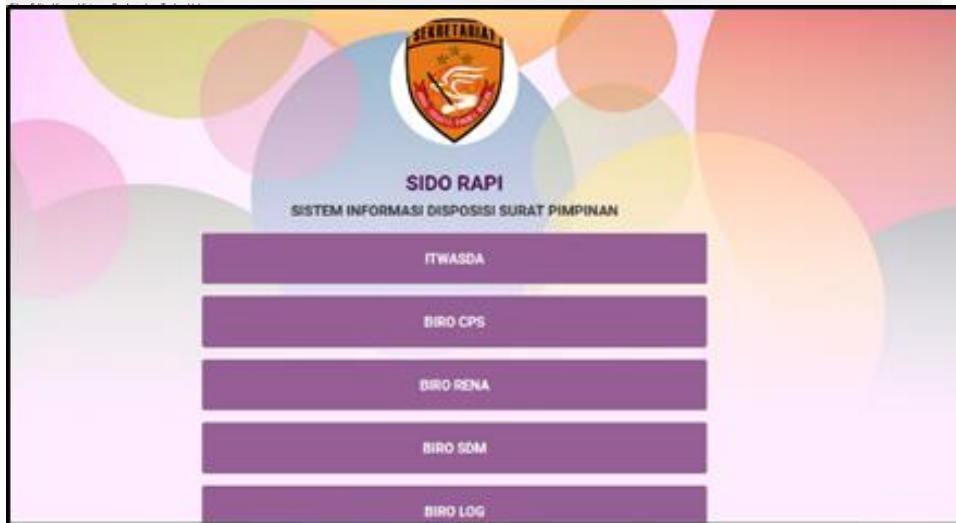 SEKRETARIAT
SIDO RAPI
SISTEM INFORMASI DISPOSISI SURAT PIMPINAN
ITWASDA
BIRO CPS
BIRO RENA
BIRO SDM
BIRO LOG